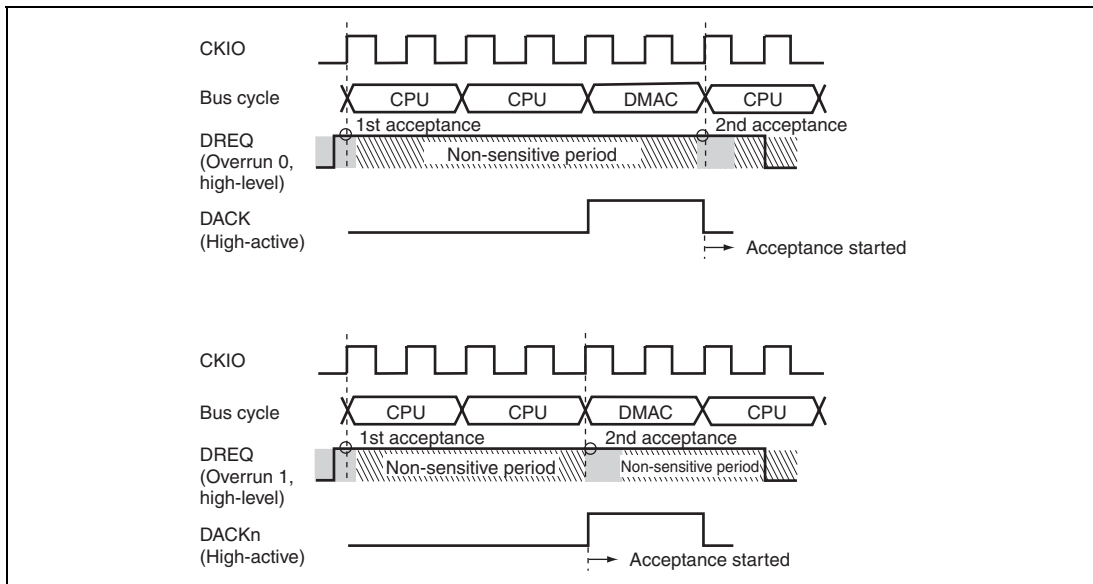 CKIO
Bus cycle
CPU
CPU
DMAC
CPU
1st acceptance
2nd acceptance
DREQ
(Overrun 0,
high-level)
Non-sensitive period
DACK
(High-active)
Acceptance started
CKIO
Bus cycle
CPU
CPU
DMAC
CPU
1st acceptance
2nd acceptance
DREQ
(Overrun 1,
high-level)
Non-sensitive period
Non-sensitive period
DACKn
(High-active)
Acceptance started